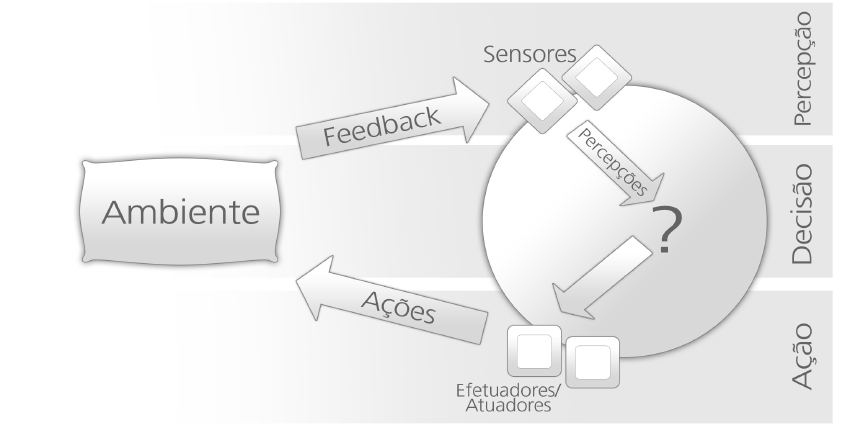 Sensores
Percepção
Feedback
Percepções
Ambiente
?
Decisão
Ações
Ação
Efetuadores/
Atuadores